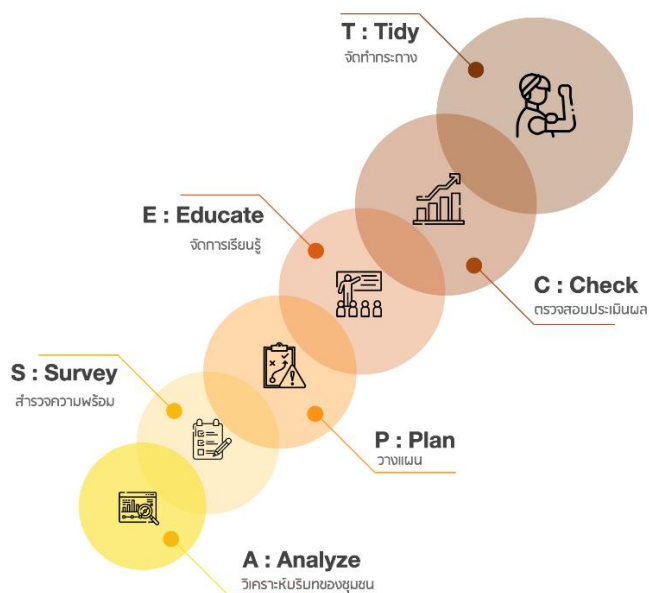 T : Tidy
จัดทำกระถาง
E : Educate
จัดการเรียนรู้
C : Check
ตรวจสอบประเมินผล
S : Survey
สำรวจความพร้อม
P : Plan
วางแผน
A : Analyze
วิเคราะห์บริบทของชุมชน